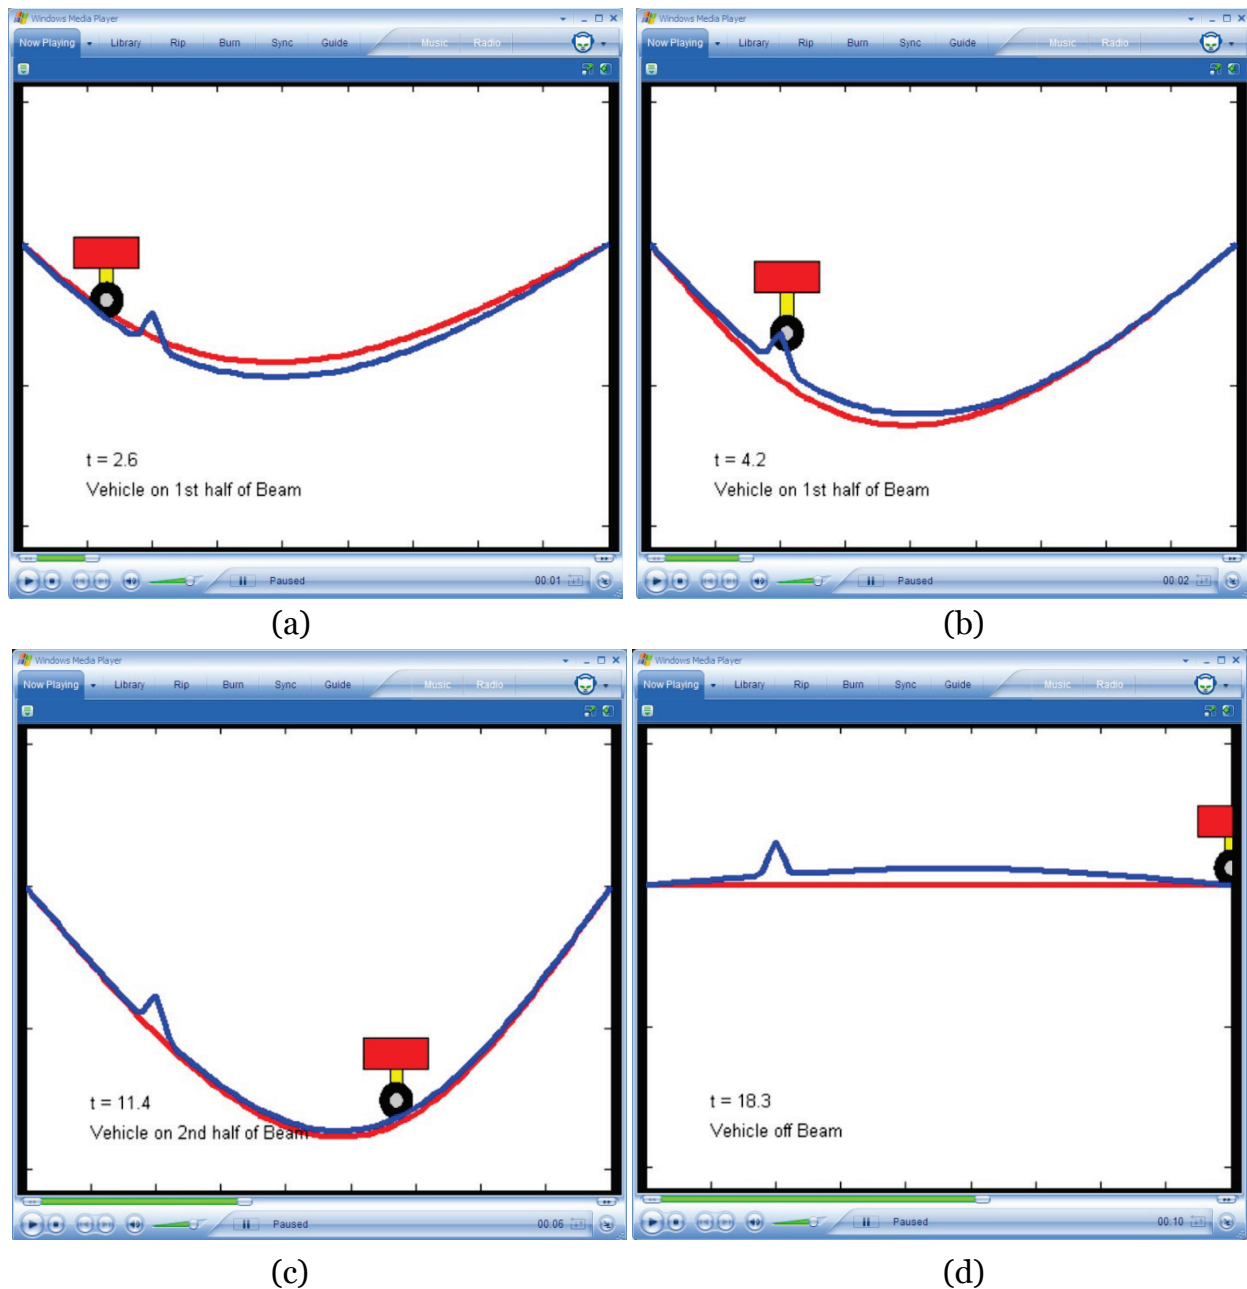 Windows Media Player
Now Playing Library Rip Burn Sync Guide Music Radio
t = 2.6
Vehicle on 1st half of Beam
Paused 00:01
(a)
Windows Media Player
Now Playing Library Rip Burn Sync Guide Music Radio
t = 4.2
Vehicle on 1st half of Beam
Paused 00:02
(b)
Windows Media Player
Now Playing Library Rip Burn Sync Guide Music Radio
t = 11.4
Vehicle on 2nd half of Beam
Paused 00:06
(c)
Windows Media Player
Now Playing Library Rip Burn Sync Guide Music Radio
t = 18.3
Vehicle off Beam
Paused 00:10
(d)